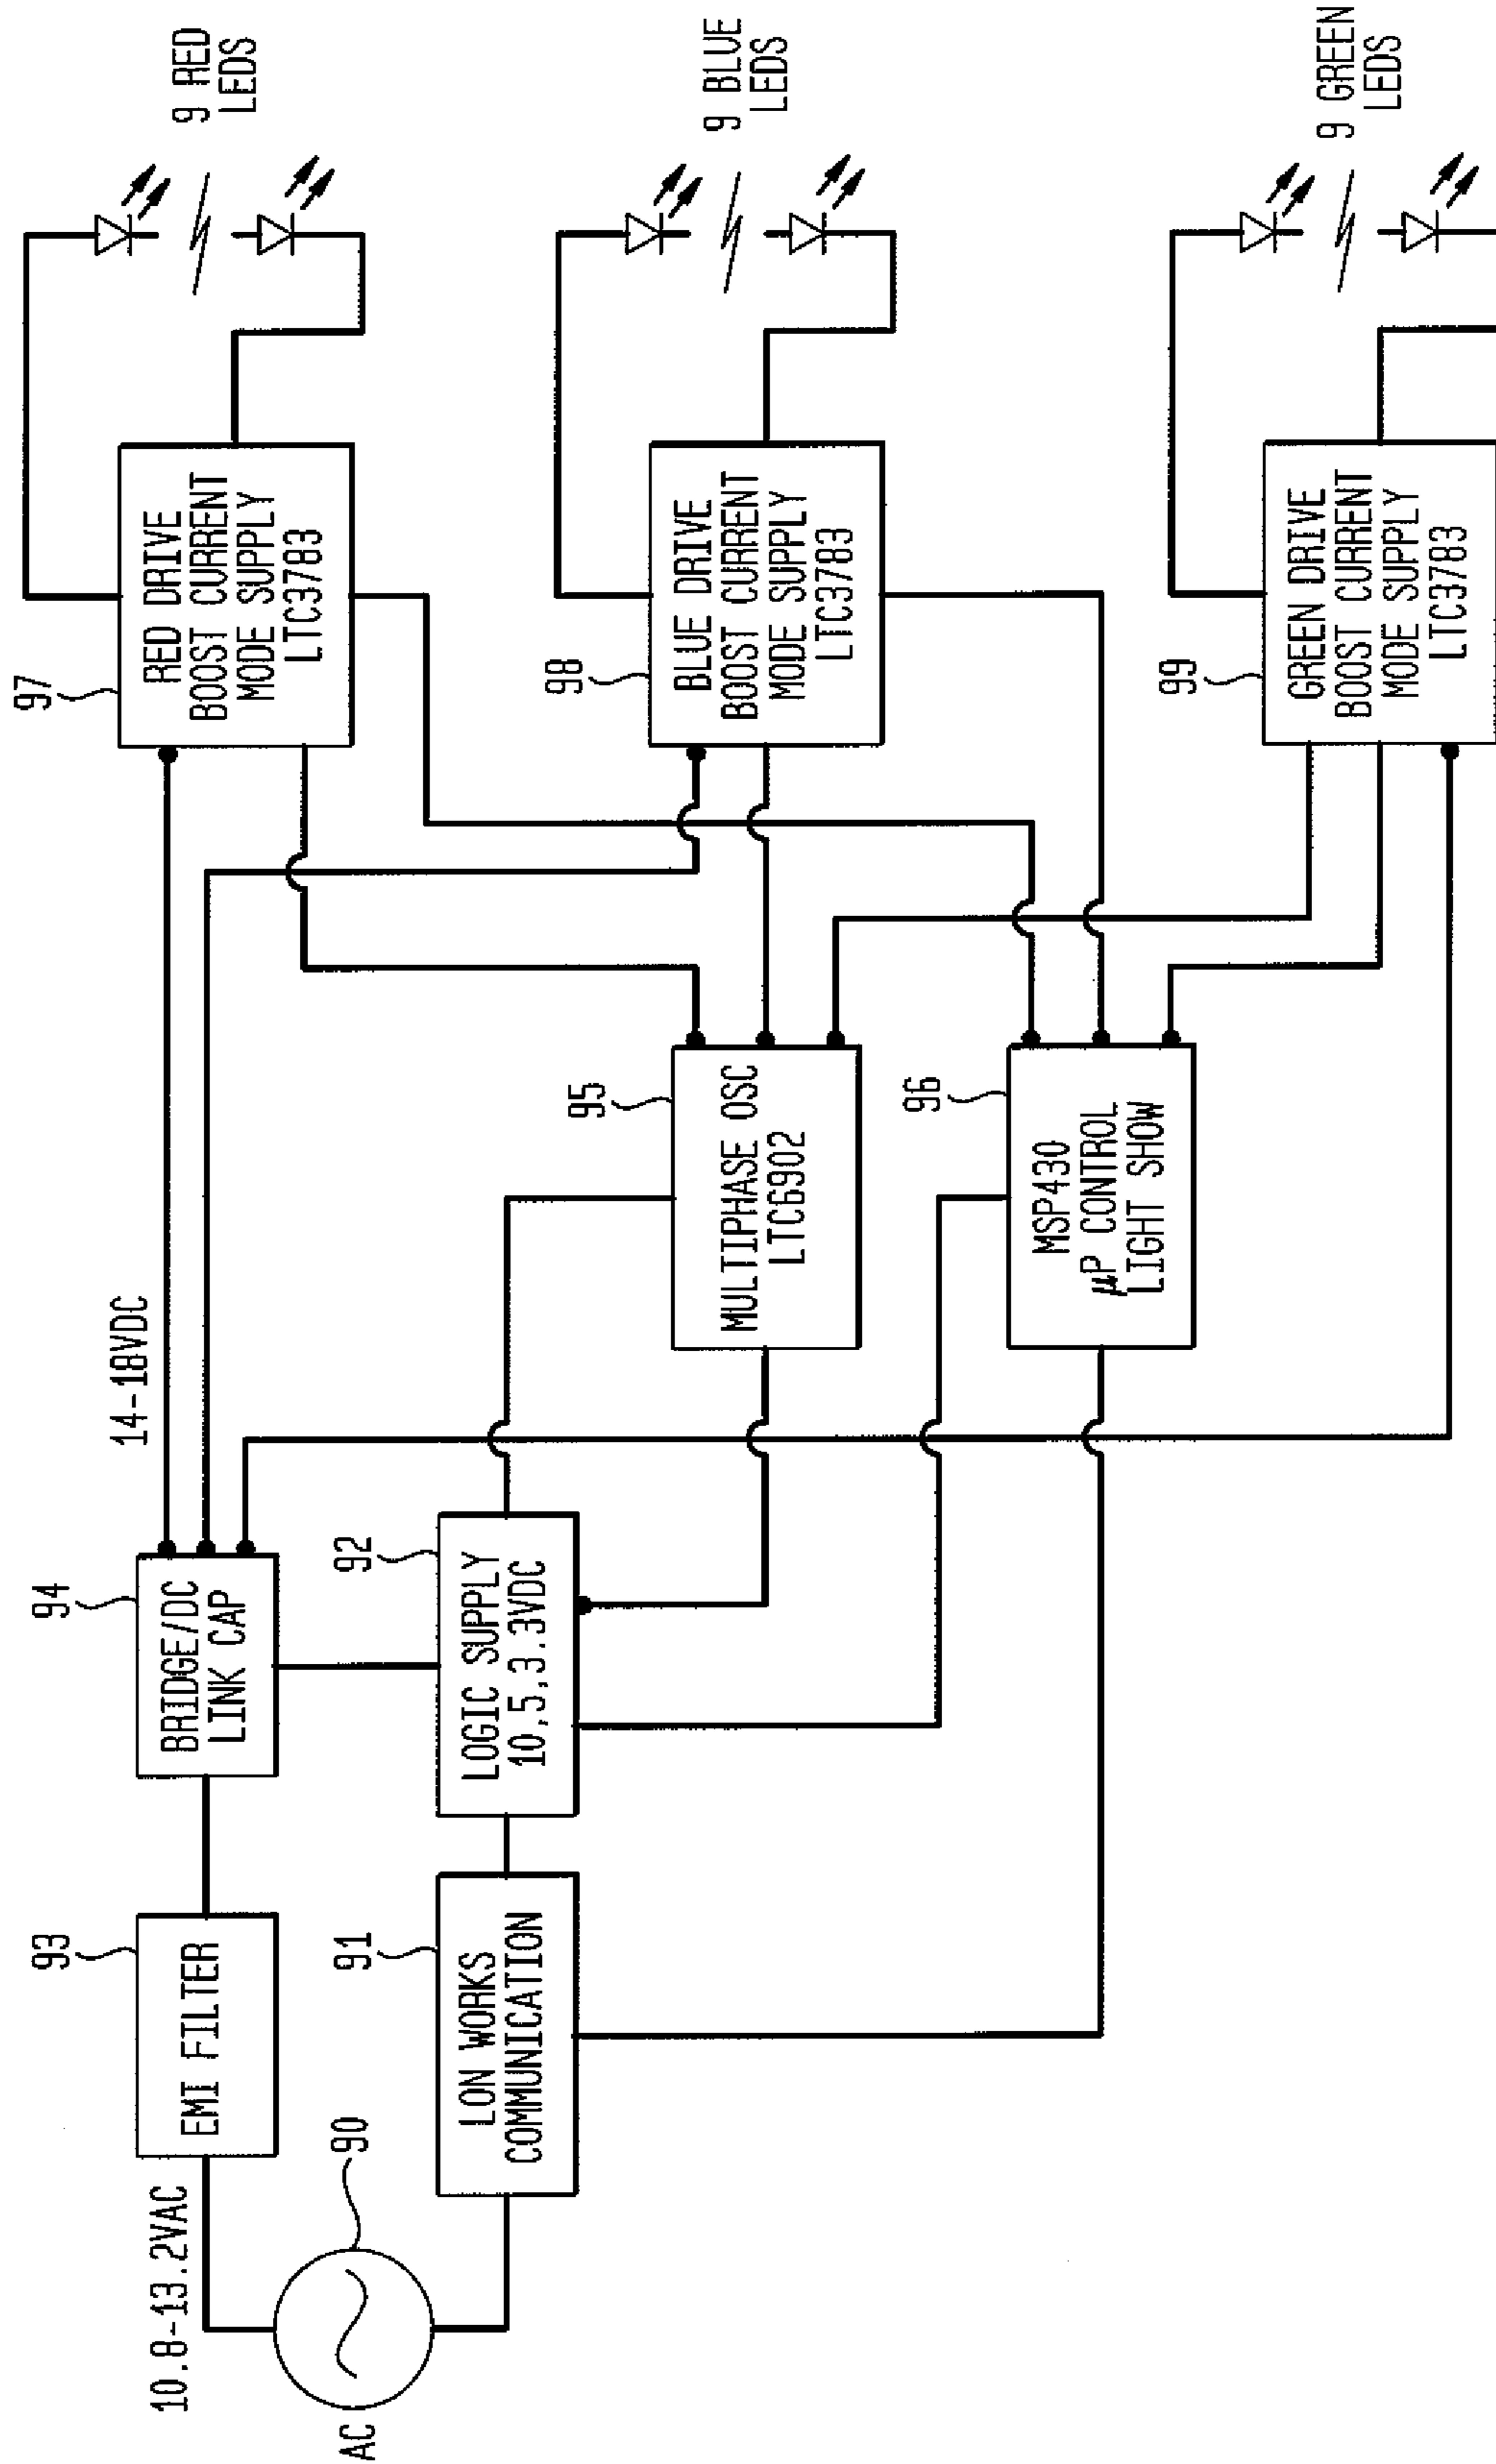 AC
90
10.8-13.2VAC
93
EMI FILTER
91
LON WORKS
COMMUNICATION
94
BRIDGE/DC
LINK CAP
92
LOGIC SUPPLY
10,5,3.3VDC
14-18VDC
95
MULTIPHASE OSC
LTC6902
96
MSP430
µP CONTROL
LIGHT SHOW
97
RED DRIVE
BOOST CURRENT
MODE SUPPLY
LTC3783
98
BLUE DRIVE
BOOST CURRENT
MODE SUPPLY
LTC3783
99
GREEN DRIVE
BOOST CURRENT
MODE SUPPLY
LTC3783
9 RED
LEDS
9 BLUE
LEDS
9 GREEN
LEDS